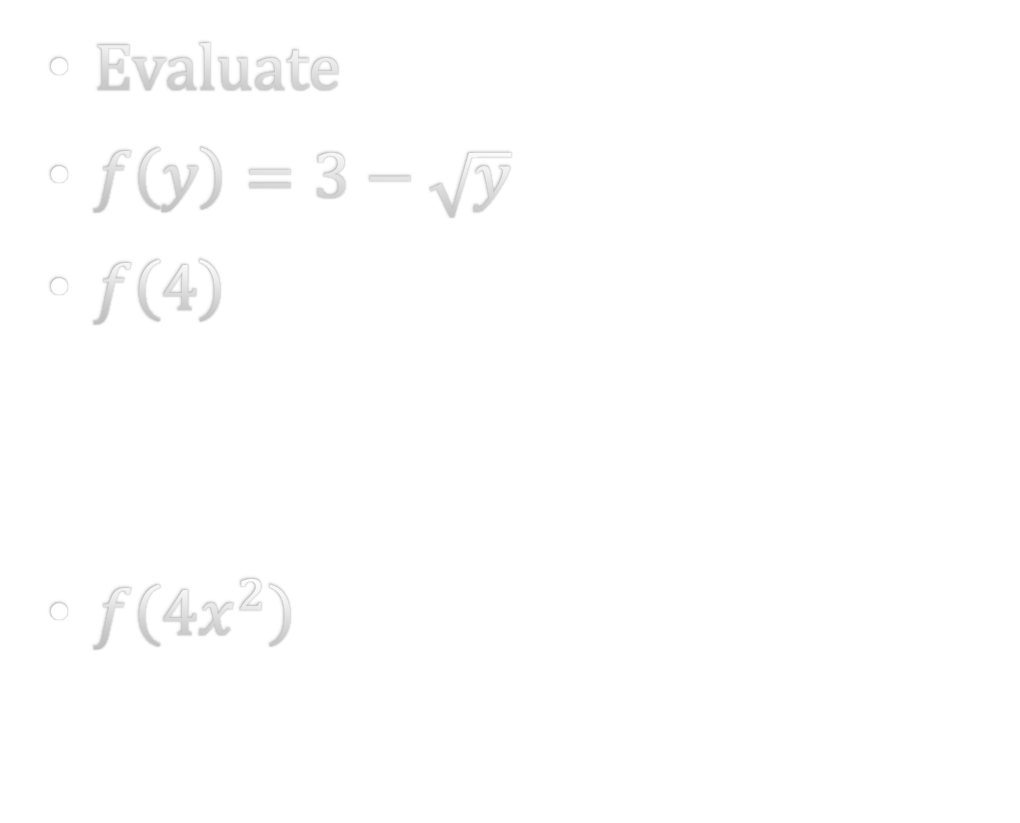 Evaluate
f(y) = 3 − √y
f(4)
f(4x²)